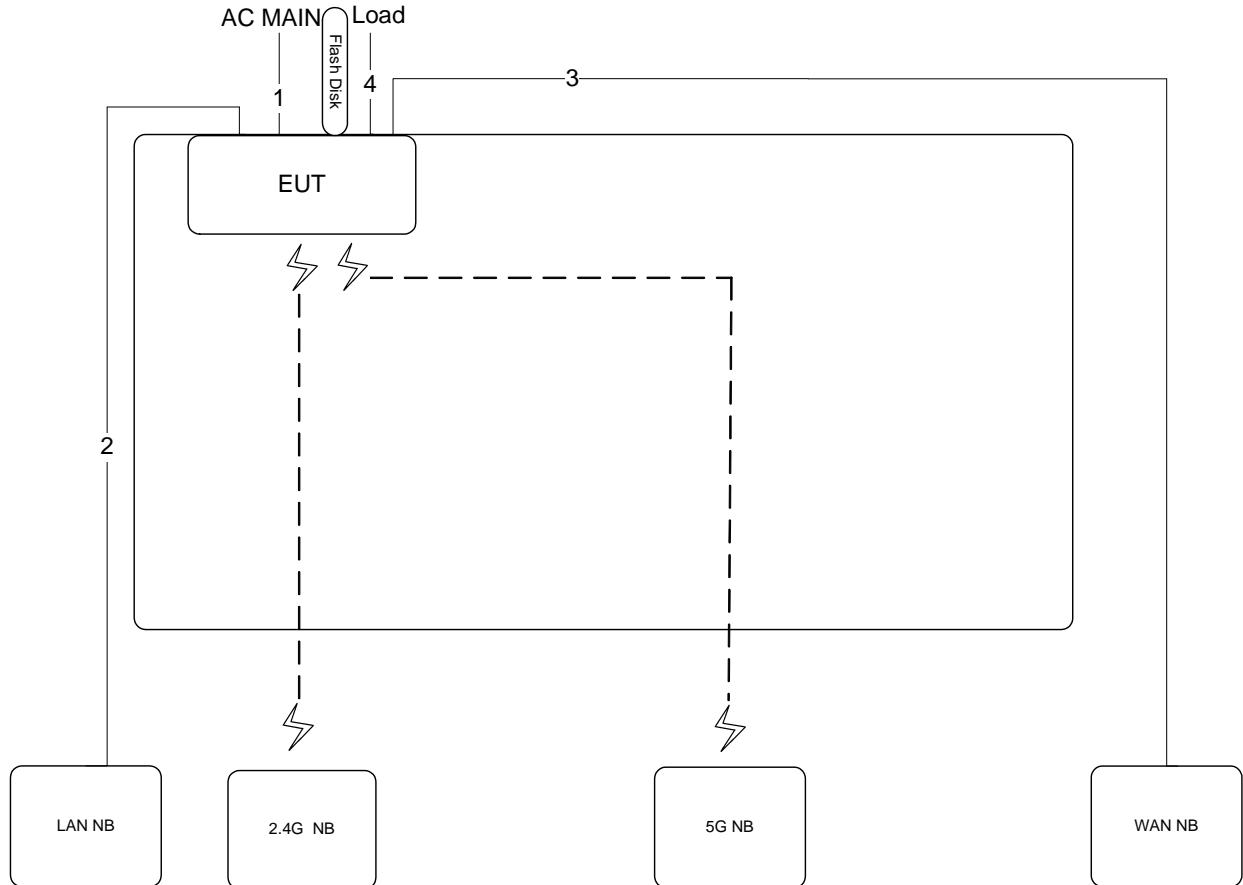 AC MAIN
Flash Disk
Load
1
4
3
EUT
2
LAN NB
2.4G NB
5G NB
WAN NB